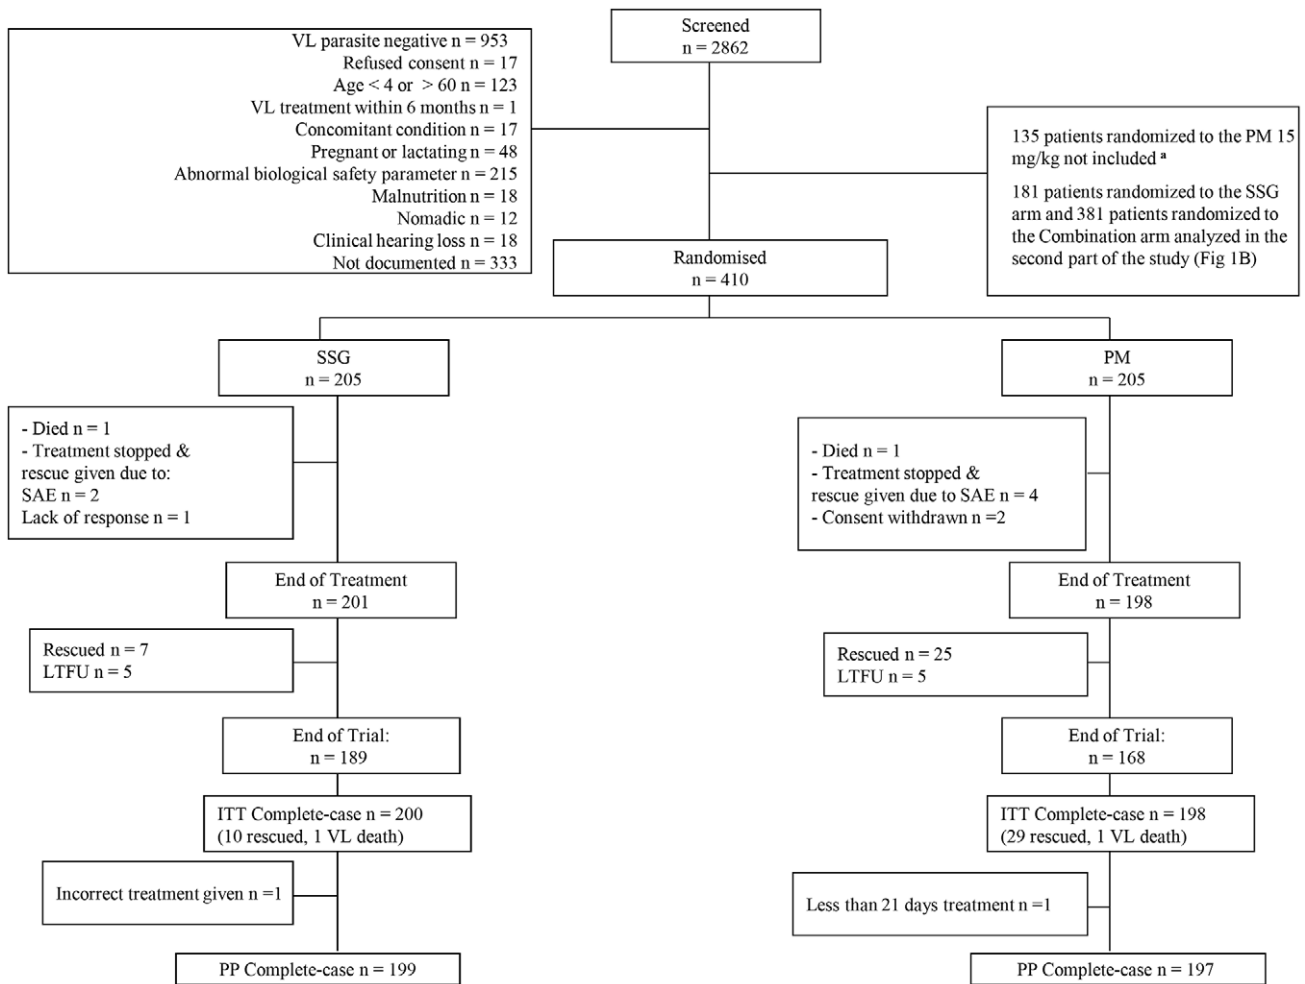 Screened
n = 2862
VL parasite negative n = 953
Refused consent n = 17
Age < 4 or > 60 n = 123
VL treatment within 6 months n = 1
Concomitant condition n = 17
Pregnant or lactating n = 48
Abnormal biological safety parameter n = 215
Malnutrition n = 18
Nomadic n = 12
Clinical hearing loss n = 18
Not documented n = 333
135 patients randomized to the PM 15
mg/kg not included a
181 patients randomized to the SSG
arm and 381 patients randomized to
the Combination arm analyzed in the
second part of the study (Fig 1B)
Randomised
n = 410
SSG
n = 205
PM
n = 205
- Died n = 1
- Treatment stopped &
rescue given due to:
SAE n = 2
Lack of response n = 1
- Died n = 1
- Treatment stopped &
rescue given due to SAE n = 4
- Consent withdrawn n =2
End of Treatment
n = 201
End of Treatment
n = 198
Rescued n = 7
LTFU n = 5
Rescued n = 25
LTFU n = 5
End of Trial:
n = 189
End of Trial:
n = 168
ITT Complete-case n = 200
(10 rescued, 1 VL death)
ITT Complete-case n = 198
(29 rescued, 1 VL death)
Incorrect treatment given n =1
Less than 21 days treatment n =1
PP Complete-case n = 199
PP Complete-case n = 197